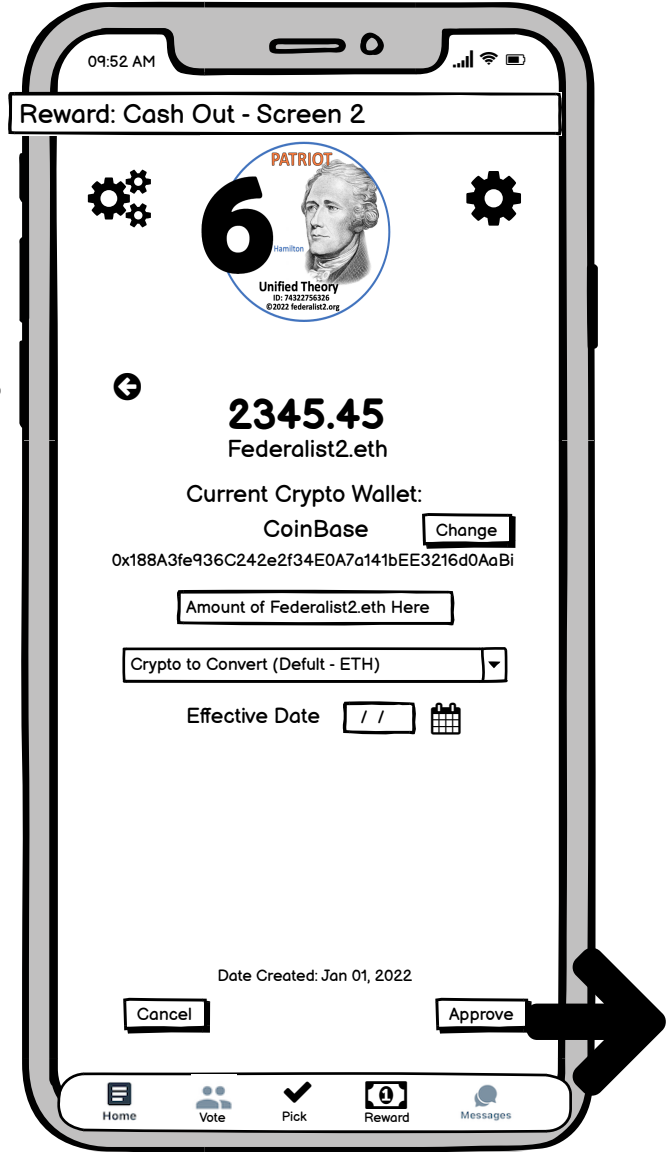 09:52 AM
Reward: Cash Out - Screen 2
PATRIOT
6
Hamilton
Unified Theory
ID: 74322756326
©2022 federalist2.org
2345.45
Federalist2.eth
Current Crypto Wallet:
CoinBase
Change
0x188A3fe936C242e2f34E0A7a141bEE3216d0AaBi
Amount of Federalist2.eth Here
Crypto to Convert (Defult - ETH)
Effective Date / /
Date Created: Jan 01, 2022
Cancel
Approve
1
Home
Vote
Pick
Reward
Messages